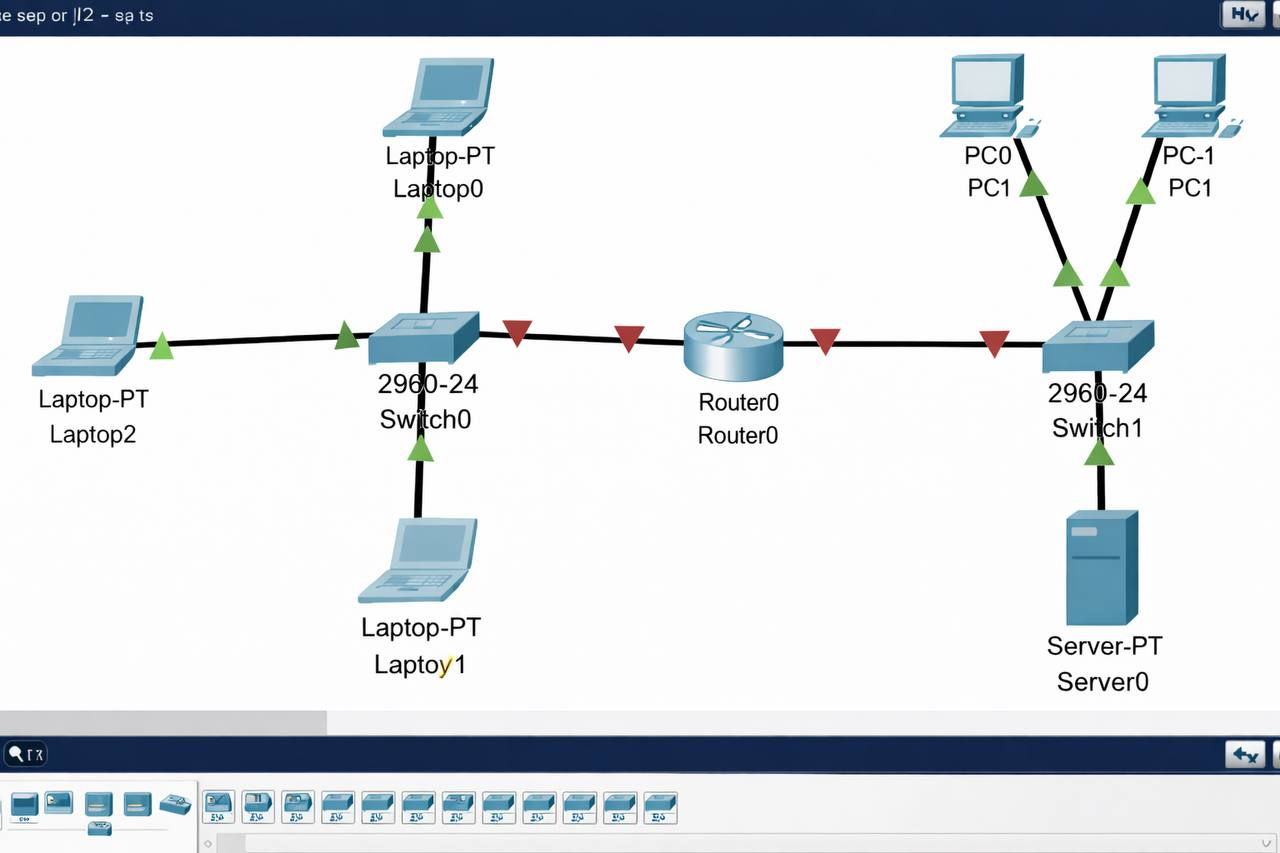 Laptop-PT
Laptop0
PC0
PC1
PC-1
PC1
Laptop-PT
Laptop2
2960-24
Switch0
Router0
Router0
2960-24
Switch1
Laptop-PT
Laptoy1
Server-PT
Server0